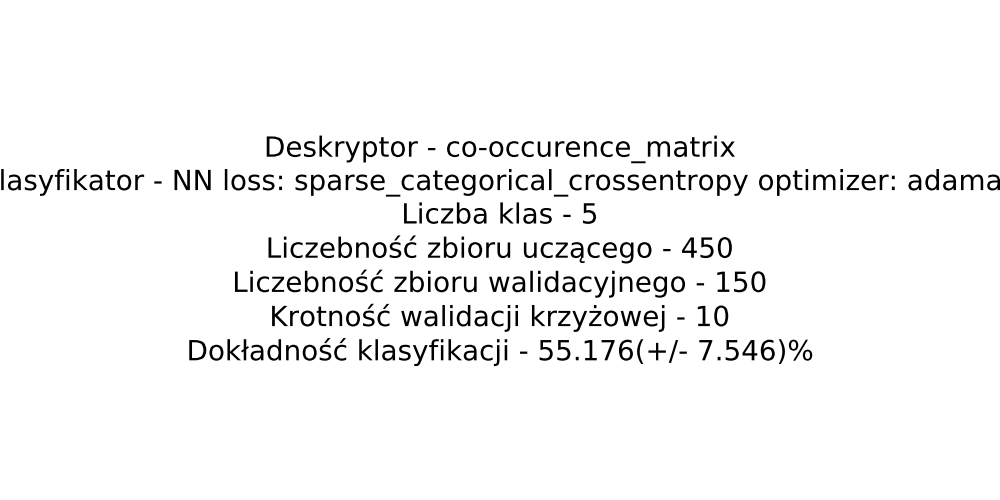 Deskryptor - co-occurence_matrix
lasyfikator - NN loss: sparse_categorical_crossentropy optimizer: adama
Liczba klas - 5
Liczebność zbioru uczącego - 450
Liczebność zbioru walidacyjnego - 150
Krotność walidacji krzyżowej - 10
Dokładność klasyfikacji - 55.176(+/- 7.546)%